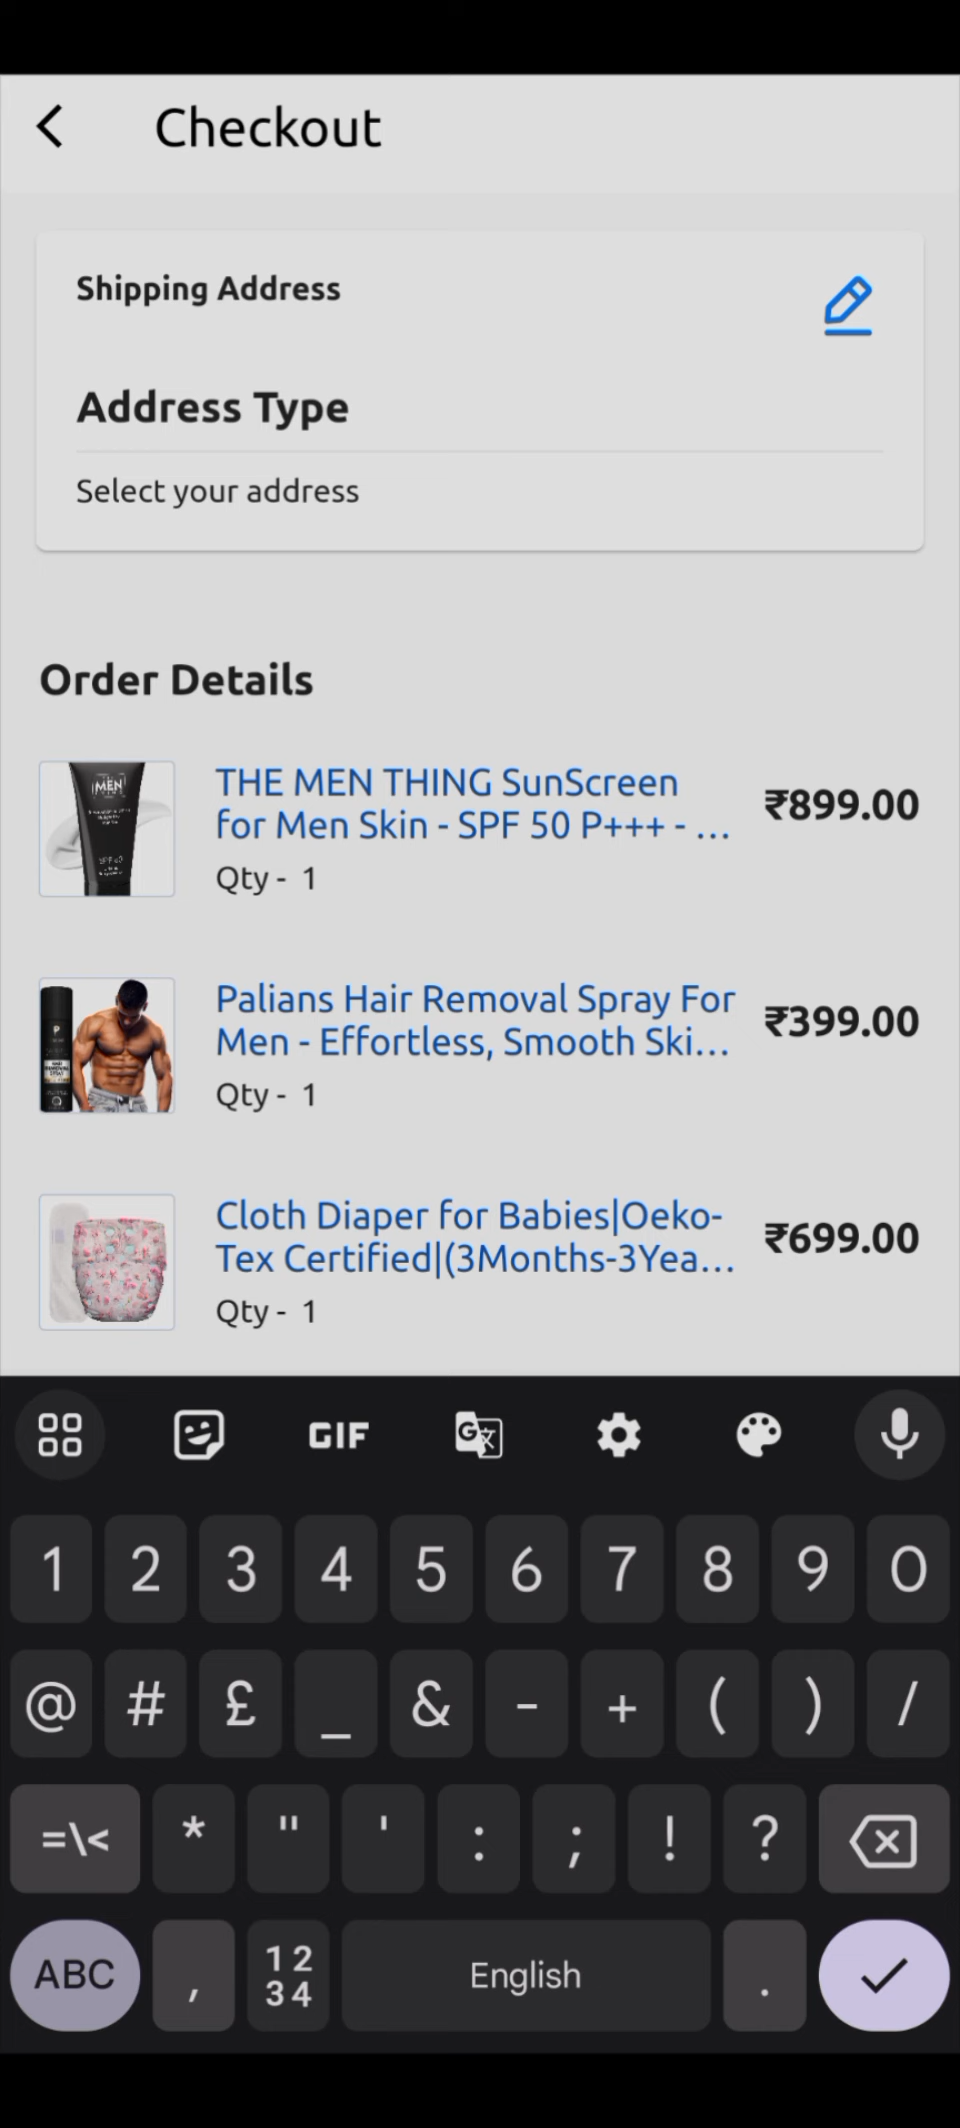 Checkout
Shipping Address
Address Type
Select your address
Order Details
MEN
THE MEN THING SunScreen
for Men Skin - SPF 50 P+++ - ...
₹899.00
Qty - 1
Palians Hair Removal Spray For
Men - Effortless, Smooth Ski...
₹399.00
Qty - 1
Cloth Diaper for Babies|Oeko-
Tex Certified|(3Months-3Yea...
₹699.00
Qty - 1
GIF
1 2 3 4 5 6 7 8 9 0
@ # £ _ & - + ( ) /
=\< * " ' : ; ! ?
ABC , 12 34 English .